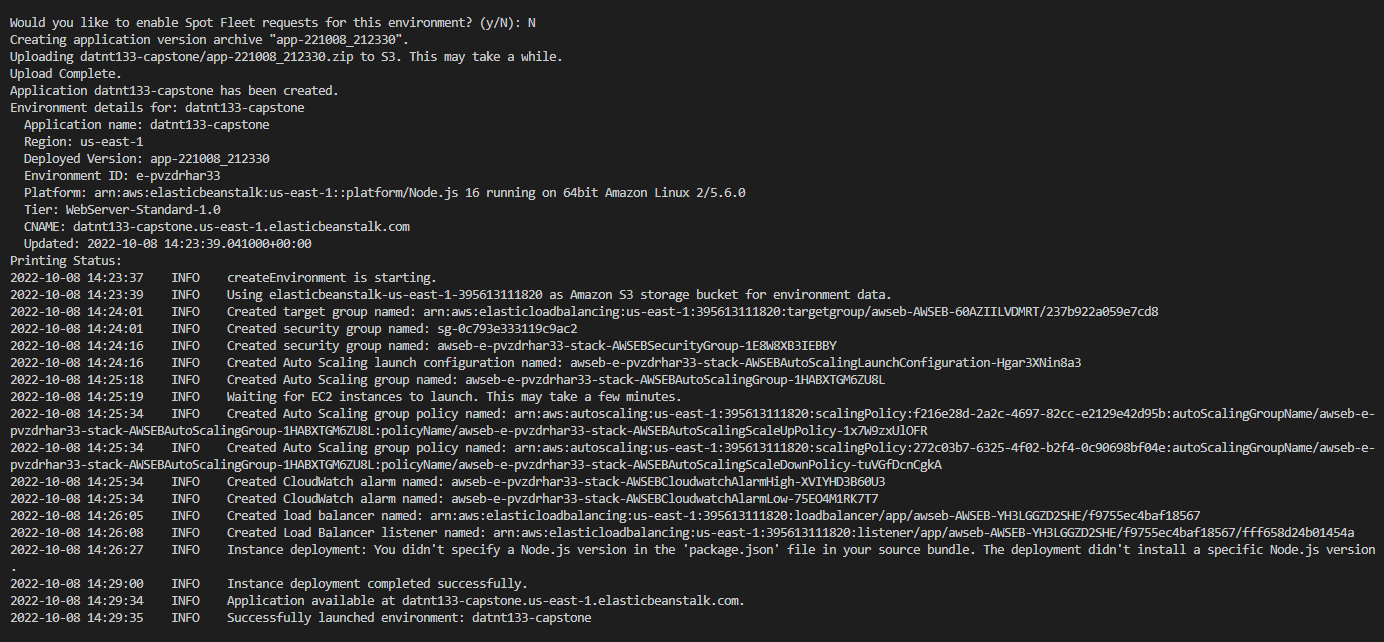 Would you like to enable Spot Fleet requests for this environment? (y/N): N
Creating application version archive "app-221008_212330".
Uploading datnt133-capstone/app-221008_212330.zip to S3. This may take a while.
Upload Complete.
Application datnt133-capstone has been created.
Environment details for: datnt133-capstone
  Application name: datnt133-capstone
  Region: us-east-1
  Deployed Version: app-221008_212330
  Environment ID: e-pvzdrhar33
  Platform: arn:aws:elasticbeanstalk:us-east-1::platform/Node.js 16 running on 64bit Amazon Linux 2/5.6.0
  Tier: WebServer-Standard-1.0
  CNAME: datnt133-capstone.us-east-1.elasticbeanstalk.com
  Updated: 2022-10-08 14:23:39.041000+00:00
Printing Status:
2022-10-08 14:23:37    INFO    createEnvironment is starting.
2022-10-08 14:23:39    INFO    Using elasticbeanstalk-us-east-1-395613111820 as Amazon S3 storage bucket for environment data.
2022-10-08 14:24:01    INFO    Created target group named: arn:aws:elasticloadbalancing:us-east-1:395613111820:targetgroup/awseb-AWSEB-60AZIILVDMRT/237b922a059e7cd8
2022-10-08 14:24:01    INFO    Created security group named: sg-0c793e333119c9ac2
2022-10-08 14:24:16    INFO    Created security group named: awseb-e-pvzdrhar33-stack-AWSEBSecurityGroup-1E8W8XB3IEBBY
2022-10-08 14:24:16    INFO    Created Auto Scaling launch configuration named: awseb-e-pvzdrhar33-stack-AWSEBAutoScalingLaunchConfiguration-Hgar3XNin8a3
2022-10-08 14:25:18    INFO    Created Auto Scaling group named: awseb-e-pvzdrhar33-stack-AWSEBAutoScalingGroup-1HABXTGM6ZU8L
2022-10-08 14:25:19    INFO    Waiting for EC2 instances to launch. This may take a few minutes.
2022-10-08 14:25:34    INFO    Created Auto Scaling group policy named: arn:aws:autoscaling:us-east-1:395613111820:scalingPolicy:f216e28d-2a2c-4697-82cc-e2129e42d95b:autoScalingGroupName/awseb-e-
pvzdrhar33-stack-AWSEBAutoScalingGroup-1HABXTGM6ZU8L:policyName/awseb-e-pvzdrhar33-stack-AWSEBAutoScalingScaleUpPolicy-1x7W9zxUlOFR
2022-10-08 14:25:34    INFO    Created Auto Scaling group policy named: arn:aws:autoscaling:us-east-1:395613111820:scalingPolicy:272c03b7-6325-4f02-b2f4-0c90698bf04e:autoScalingGroupName/awseb-e-
pvzdrhar33-stack-AWSEBAutoScalingGroup-1HABXTGM6ZU8L:policyName/awseb-e-pvzdrhar33-stack-AWSEBAutoScalingScaleDownPolicy-tuVGfDcnCgkA
2022-10-08 14:25:34    INFO    Created CloudWatch alarm named: awseb-e-pvzdrhar33-stack-AWSEBCloudwatchAlarmHigh-XVIYHD3B60U3
2022-10-08 14:25:34    INFO    Created CloudWatch alarm named: awseb-e-pvzdrhar33-stack-AWSEBCloudwatchAlarmLow-75EO4M1RK7T7
2022-10-08 14:26:05    INFO    Created load balancer named: arn:aws:elasticloadbalancing:us-east-1:395613111820:loadbalancer/app/awseb-AWSEB-YH3LGGZD2SHE/f9755ec4baf18567
2022-10-08 14:26:08    INFO    Created Load Balancer listener named: arn:aws:elasticloadbalancing:us-east-1:395613111820:listener/app/awseb-AWSEB-YH3LGGZD2SHE/f9755ec4baf18567/fff658d24b01454a
2022-10-08 14:26:27    INFO    Instance deployment: You didn't specify a Node.js version in the 'package.json' file in your source bundle. The deployment didn't install a specific Node.js version
.
2022-10-08 14:29:00    INFO    Instance deployment completed successfully.
2022-10-08 14:29:34    INFO    Application available at datnt133-capstone.us-east-1.elasticbeanstalk.com.
2022-10-08 14:29:35    INFO    Successfully launched environment: datnt133-capstone